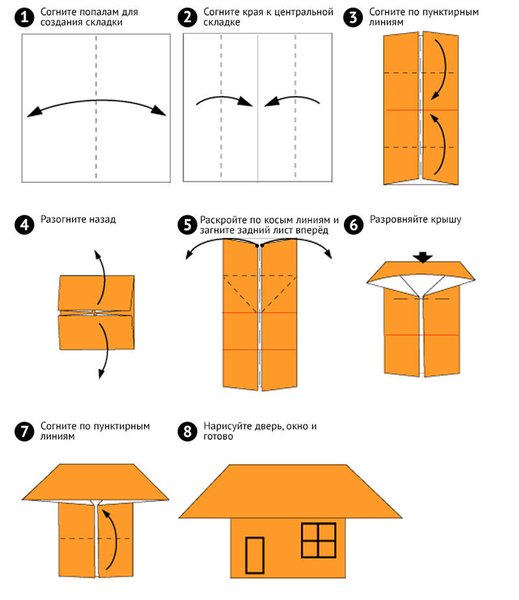 1 Согните попалам для
создания складки
2 Согните края к центральной
складке
3 Согните по пунктирным
линиям
4 Разогните назад
5 Раскройте по косым линиям и
загните задний лист вперёд
6 Разровняйте крышу
7 Согните по пунктирным
линиям
8 Нарисуйте дверь, окно и
готово